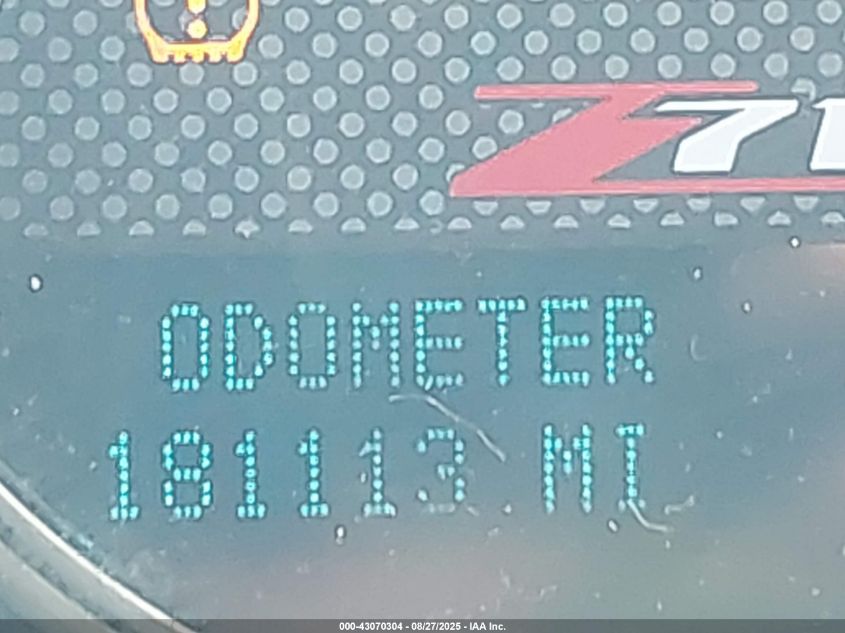 Z71
ODOMETER
181113 MI
000-43070304 - 08/27/2025 - IAA Inc.